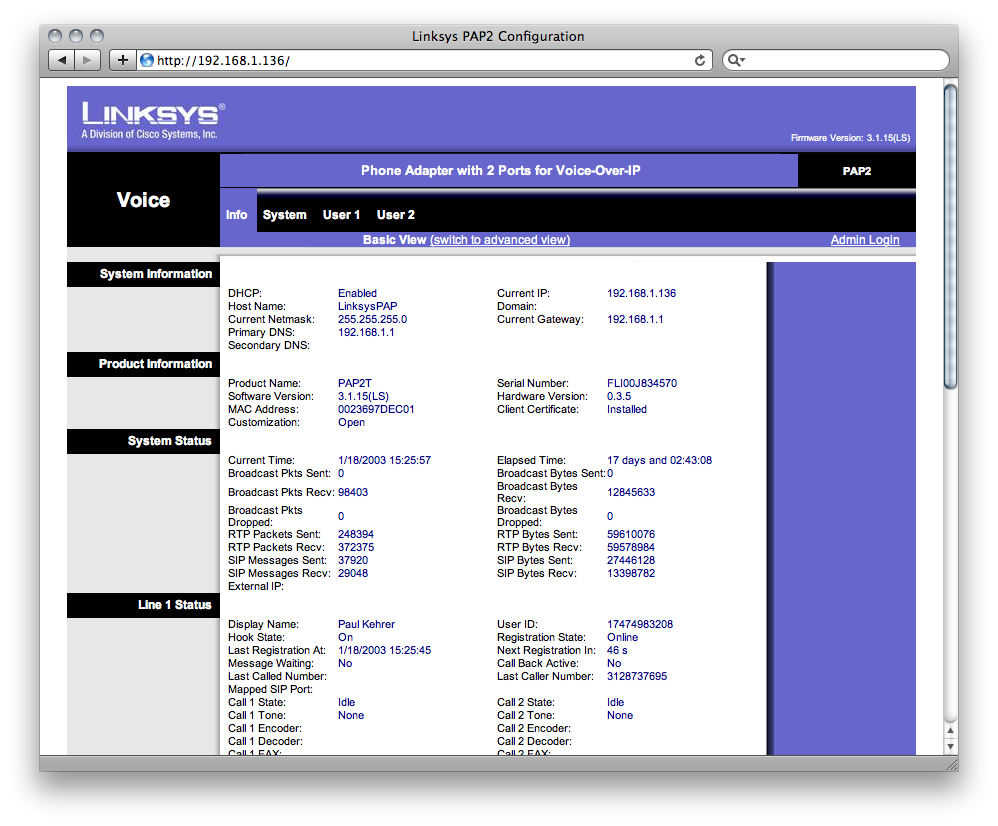 Linksys PAP2 Configuration
http://192.168.1.136/
LINKSYS®
A Division of Cisco Systems, Inc.
Firmware Version: 3.1.15(LS)
Phone Adapter with 2 Ports for Voice-Over-IP PAP2
Voice
Info System User 1 User 2
Basic View (switch to advanced view) Admin Login
System Information
DHCP: Enabled Current IP: 192.168.1.136
Host Name: LinksysPAP Domain:
Current Netmask: 255.255.255.0 Current Gateway: 192.168.1.1
Primary DNS: 192.168.1.1
Secondary DNS:
Product Information
Product Name: PAP2T Serial Number: FLI00J834570
Software Version: 3.1.15(LS) Hardware Version: 0.3.5
MAC Address: 0023697DEC01 Client Certificate: Installed
Customization: Open
System Status
Current Time: 1/18/2003 15:25:57 Elapsed Time: 17 days and 02:43:08
Broadcast Pkts Sent: 0 Broadcast Bytes Sent: 0
Broadcast Pkts Recv: 98403 Broadcast Bytes Recv: 12845633
Broadcast Pkts Dropped: 0 Broadcast Bytes Dropped: 0
RTP Packets Sent: 248394 RTP Bytes Sent: 59610076
RTP Packets Recv: 372375 RTP Bytes Recv: 59578984
SIP Messages Sent: 37920 SIP Bytes Sent: 27446128
SIP Messages Recv: 29048 SIP Bytes Recv: 13398782
External IP:
Line 1 Status
Display Name: Paul Kehrer User ID: 17474983208
Hook State: On Registration State: Online
Last Registration At: 1/18/2003 15:25:45 Next Registration In: 46 s
Message Waiting: No Call Back Active: No
Last Called Number: Last Caller Number: 3128737695
Mapped SIP Port:
Call 1 State: Idle Call 2 State: Idle
Call 1 Tone: None Call 2 Tone: None
Call 1 Encoder: Call 2 Encoder:
Call 1 Decoder: Call 2 Decoder:
Call 1 FAX: Call 2 FAX: